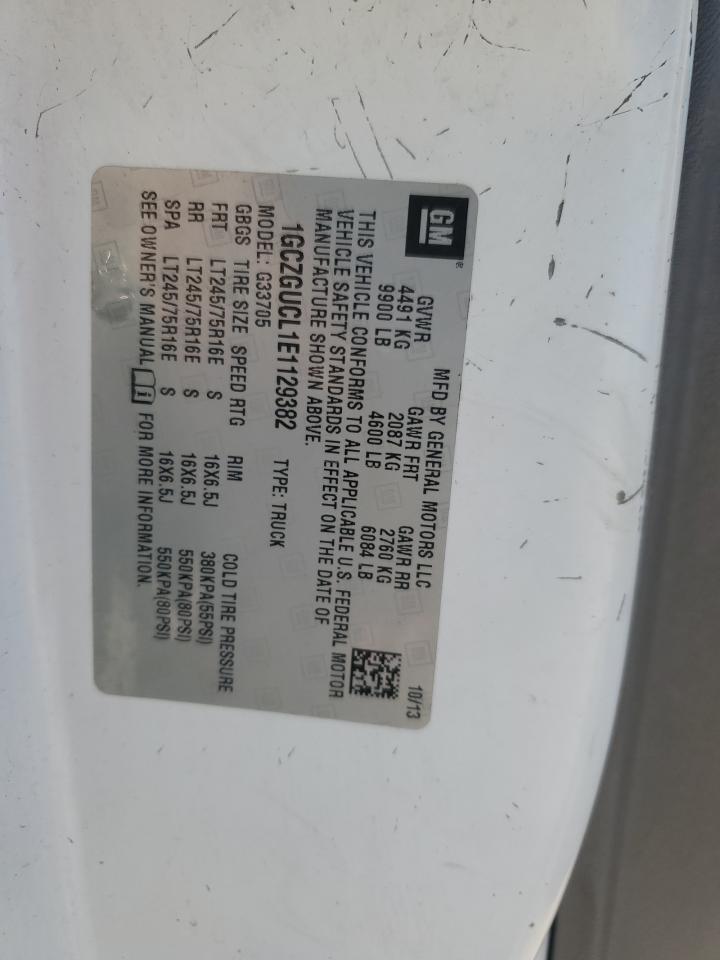 GM®
MFD BY GENERAL MOTORS LLC
10/13
GVWR GAWR FRT GAWR RR
4491 KG 2087 KG 2760 KG
9900 LB 4600 LB 6084 LB
THIS VEHICLE CONFORMS TO ALL APPLICABLE U.S. FEDERAL MOTOR
VEHICLE SAFETY STANDARDS IN EFFECT ON THE DATE OF
MANUFACTURE SHOWN ABOVE.
1GCZGUCL1E1129382 TYPE: TRUCK
MODEL: G33705
GBGS TIRE SIZE SPEED RTG RIM COLD TIRE PRESSURE
FRT LT245/75R16E S 16X6.5J 380KPA(55PSI)
RR LT245/75R16E S 16X6.5J 550KPA(80PSI)
SPA LT245/75R16E S 16X6.5J 550KPA(80PSI)
SEE OWNER'S MANUAL FOR MORE INFORMATION.